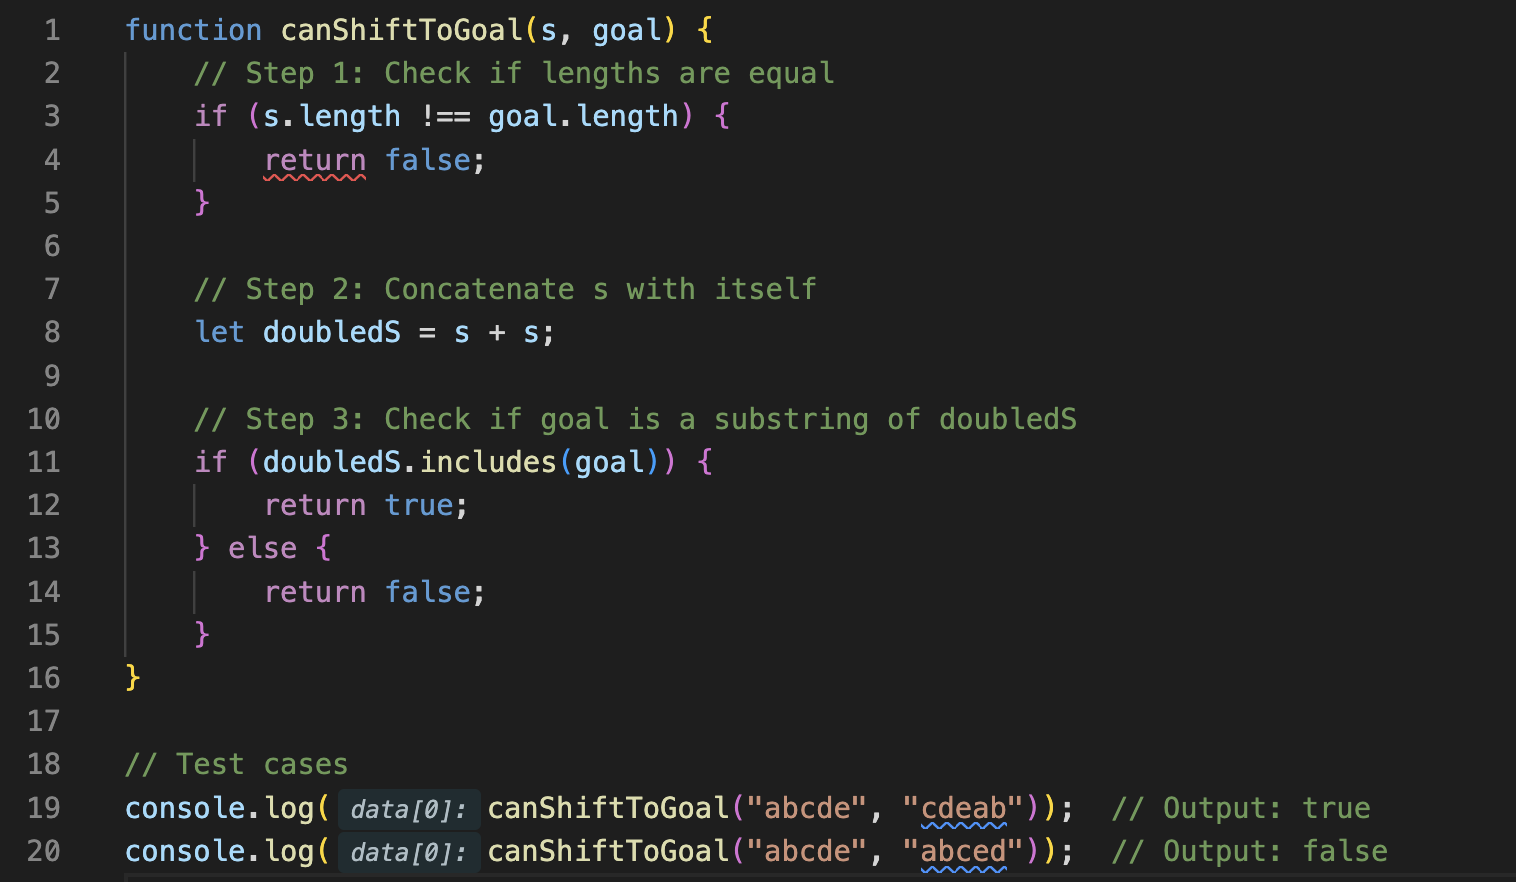 1 function canShiftToGoal(s, goal) {
2     // Step 1: Check if lengths are equal
3     if (s.length !== goal.length) {
4         return false;
5     }
6
7     // Step 2: Concatenate s with itself
8     let doubledS = s + s;
9
10     // Step 3: Check if goal is a substring of doubledS
11     if (doubledS.includes(goal)) {
12         return true;
13     } else {
14         return false;
15     }
16 }
17
18 // Test cases
19 console.log( data[0]: canShiftToGoal("abcde", "cdeab"));  // Output: true
20 console.log( data[0]: canShiftToGoal("abcde", "abced"));  // Output: false